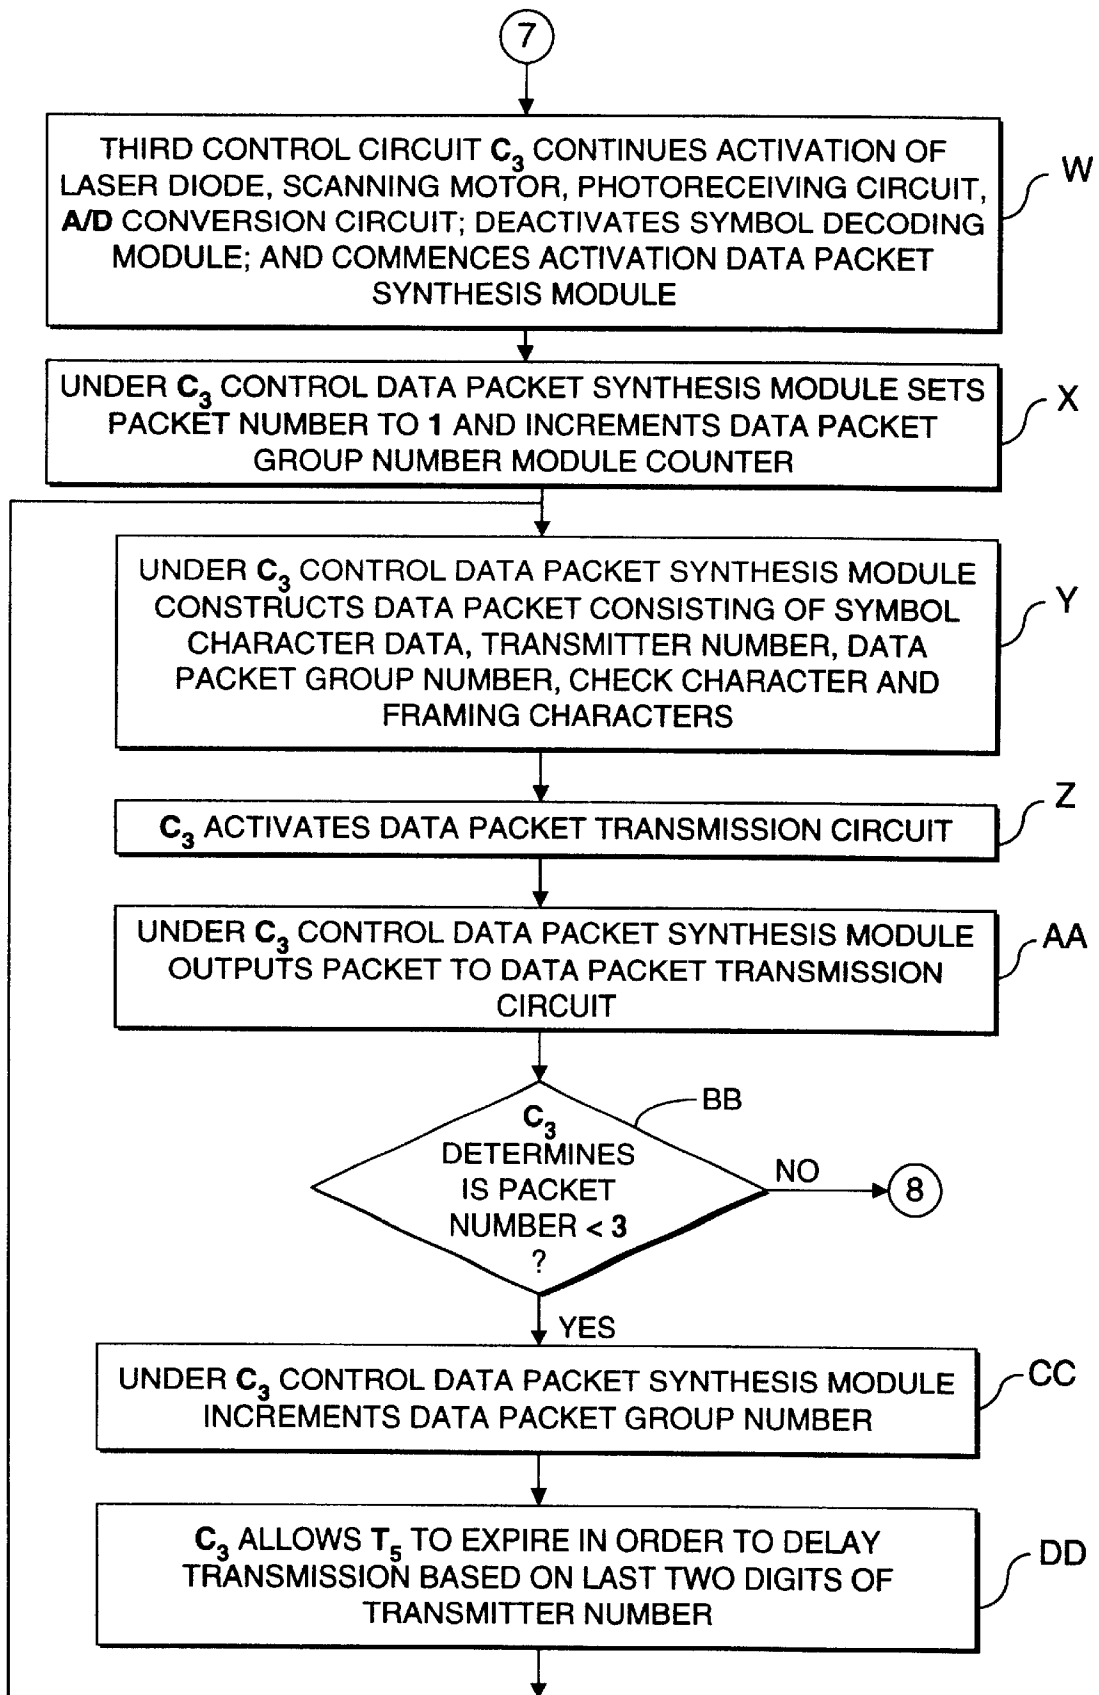 7
THIRD CONTROL CIRCUIT C₃ CONTINUES ACTIVATION OF
LASER DIODE, SCANNING MOTOR, PHOTORECEIVING CIRCUIT,
A/D CONVERSION CIRCUIT; DEACTIVATES SYMBOL DECODING
MODULE; AND COMMENCES ACTIVATION DATA PACKET
SYNTHESIS MODULE
W
UNDER C₃ CONTROL DATA PACKET SYNTHESIS MODULE SETS
PACKET NUMBER TO 1 AND INCREMENTS DATA PACKET
GROUP NUMBER MODULE COUNTER
X
UNDER C₃ CONTROL DATA PACKET SYNTHESIS MODULE
CONSTRUCTS DATA PACKET CONSISTING OF SYMBOL
CHARACTER DATA, TRANSMITTER NUMBER, DATA
PACKET GROUP NUMBER, CHECK CHARACTER AND
FRAMING CHARACTERS
Y
C₃ ACTIVATES DATA PACKET TRANSMISSION CIRCUIT
Z
UNDER C₃ CONTROL DATA PACKET SYNTHESIS MODULE
OUTPUTS PACKET TO DATA PACKET TRANSMISSION
CIRCUIT
AA
C₃
DETERMINES
IS PACKET
NUMBER < 3
?
BB
NO
8
YES
UNDER C₃ CONTROL DATA PACKET SYNTHESIS MODULE
INCREMENTS DATA PACKET GROUP NUMBER
CC
C₃ ALLOWS T₅ TO EXPIRE IN ORDER TO DELAY
TRANSMISSION BASED ON LAST TWO DIGITS OF
TRANSMITTER NUMBER
DD